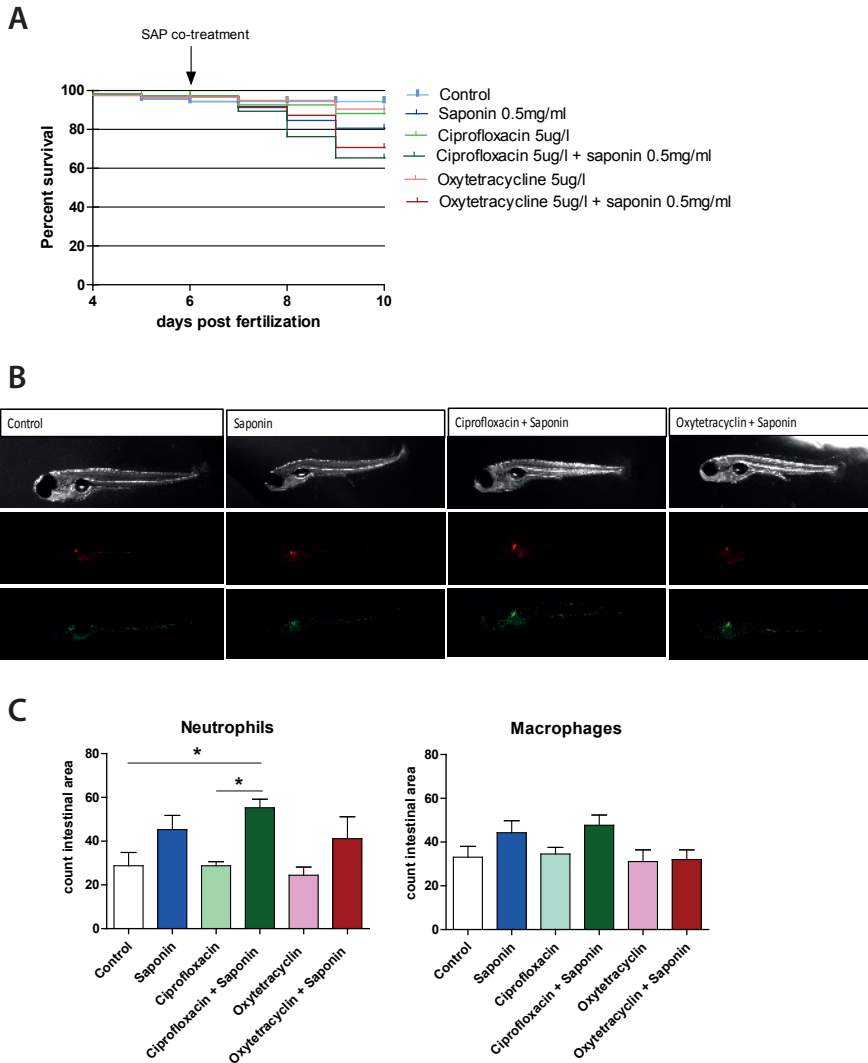 A
SAP co-treatment
100
80
60
40
20
0
Percent survival
4 6 8 10
days post fertilization
Control
Saponin 0.5mg/ml
Ciprofloxacin 5ug/l
Ciprofloxacin 5ug/l + saponin 0.5mg/ml
Oxytetracycline 5ug/l
Oxytetracycline 5ug/l + saponin 0.5mg/ml
B
Control Saponin Ciprofloxacin + Saponin Oxytetracyclin + Saponin
C
Neutrophils
80
60
40
20
0
count intestinal area
*
*
Control
Saponin
Ciprofloxacin
Ciprofloxacin + Saponin
Oxytetracyclin
Oxytetracyclin + Saponin
Macrophages
80
60
40
20
0
count intestinal area
Control
Saponin
Ciprofloxacin
Ciprofloxacin + Saponin
Oxytetracyclin
Oxytetracyclin + Saponin